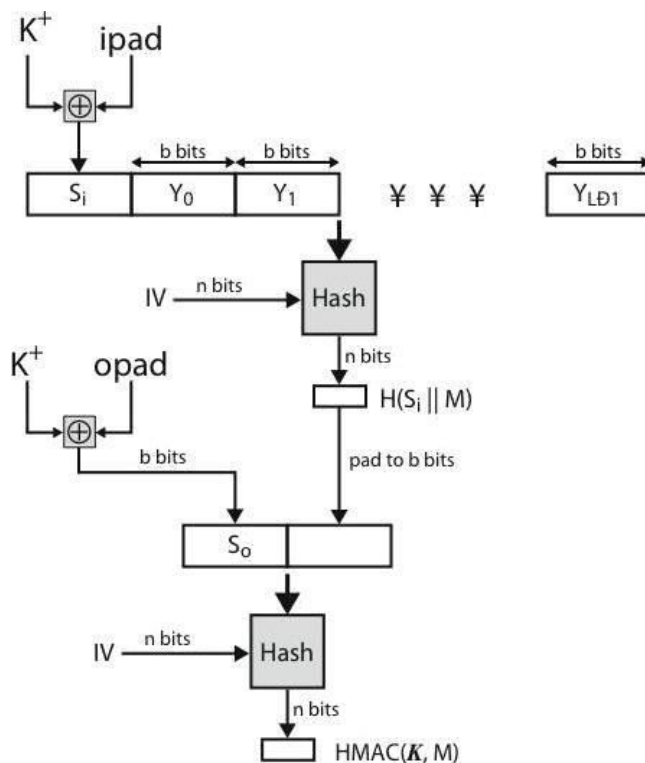 K+ ipad
b bits b bits b bits
Si Y0 Y1 ¥ ¥ ¥ YLÐ1
IV n bits Hash
n bits
K+ opad
H(Si || M)
b bits pad to b bits
So
IV n bits Hash
n bits
HMAC(K, M)